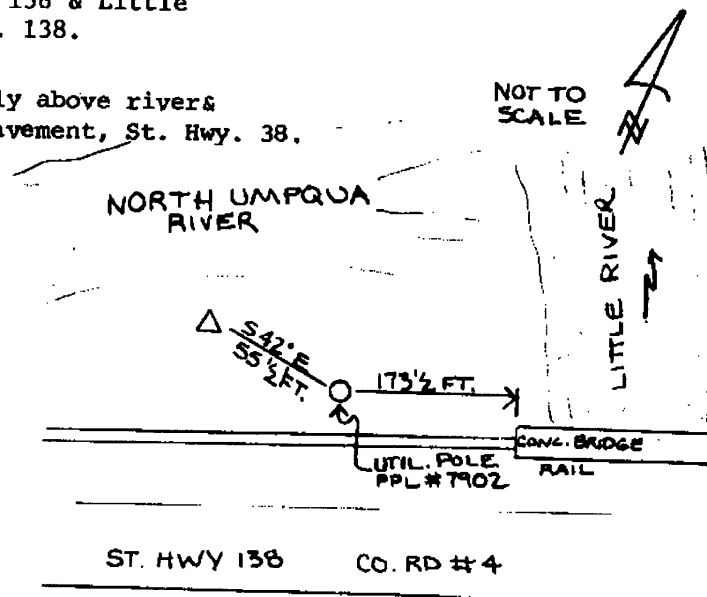 138 & Little
. 138.
ly above river&
avement, St. Hwy. 38.
NOT TO
SCALE
NORTH UMPQUA
RIVER
LITTLE RIVER
S42°E
55½FT.
173½ FT.
CONC. BRIDGE
RAIL
UTIL. POLE
PPL #7902
ST. HWY 138 CO. RD #4